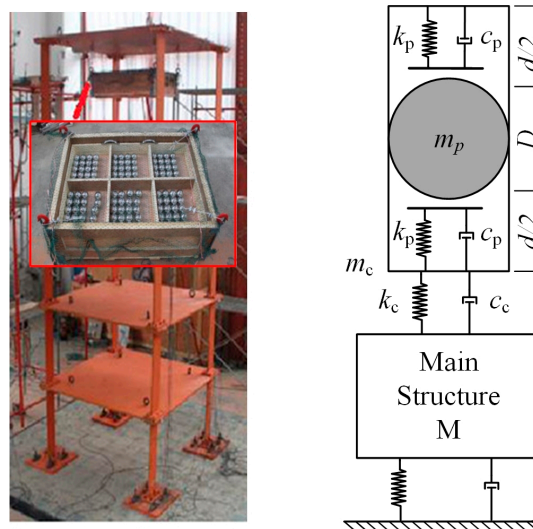 k_p
c_p
d/2
m_p
D
k_p
c_p
d/2
m_c
k_c
c_c
Main
Structure
M